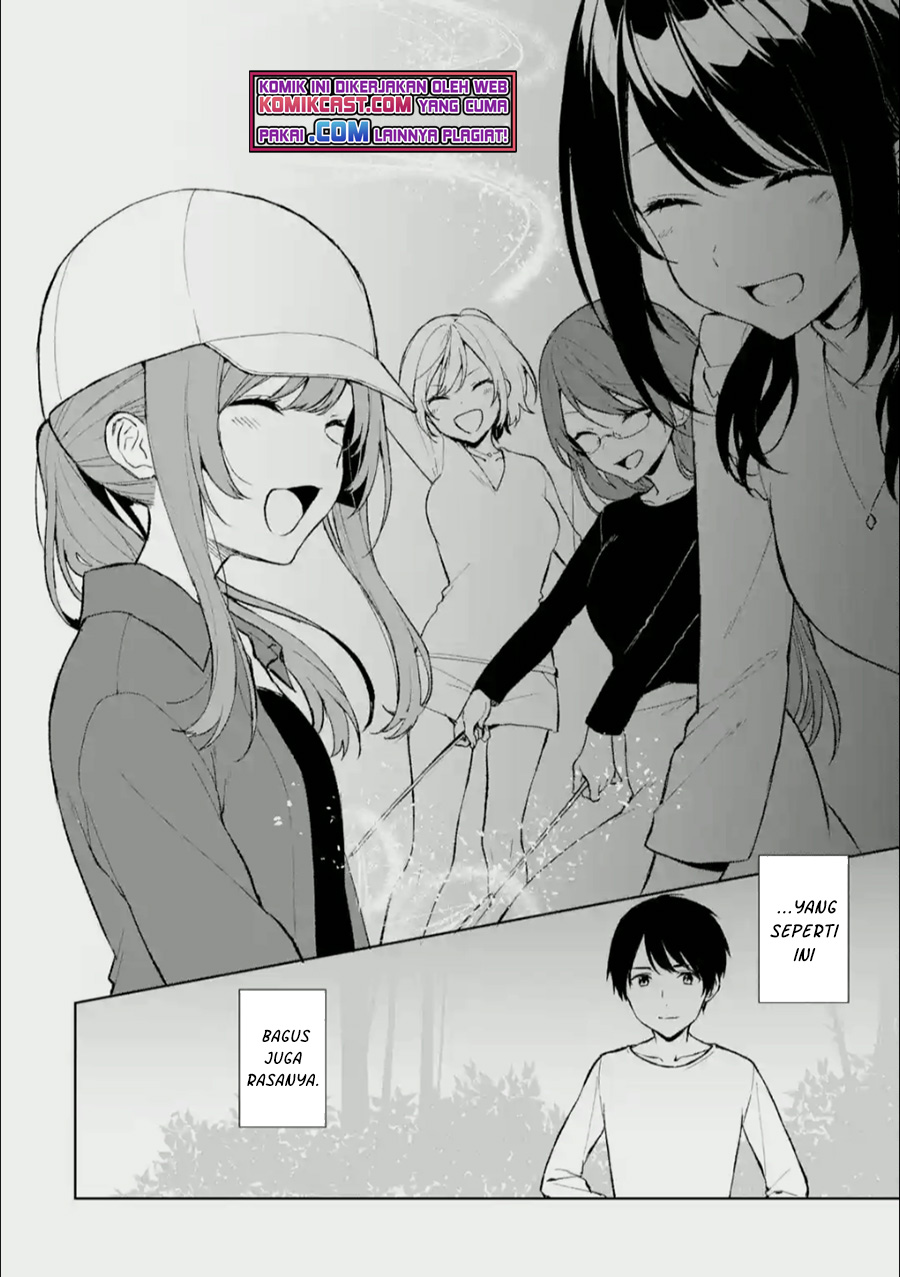 KOMIK INI DIKERJAKAN OLEH WEB
KOMIKCAST.COM YANG CUMA
PAKAI .COM LAINNYA PLAGIAT!
...YANG
SEPERTI
INI
BAGUS
JUGA
RASANYA.